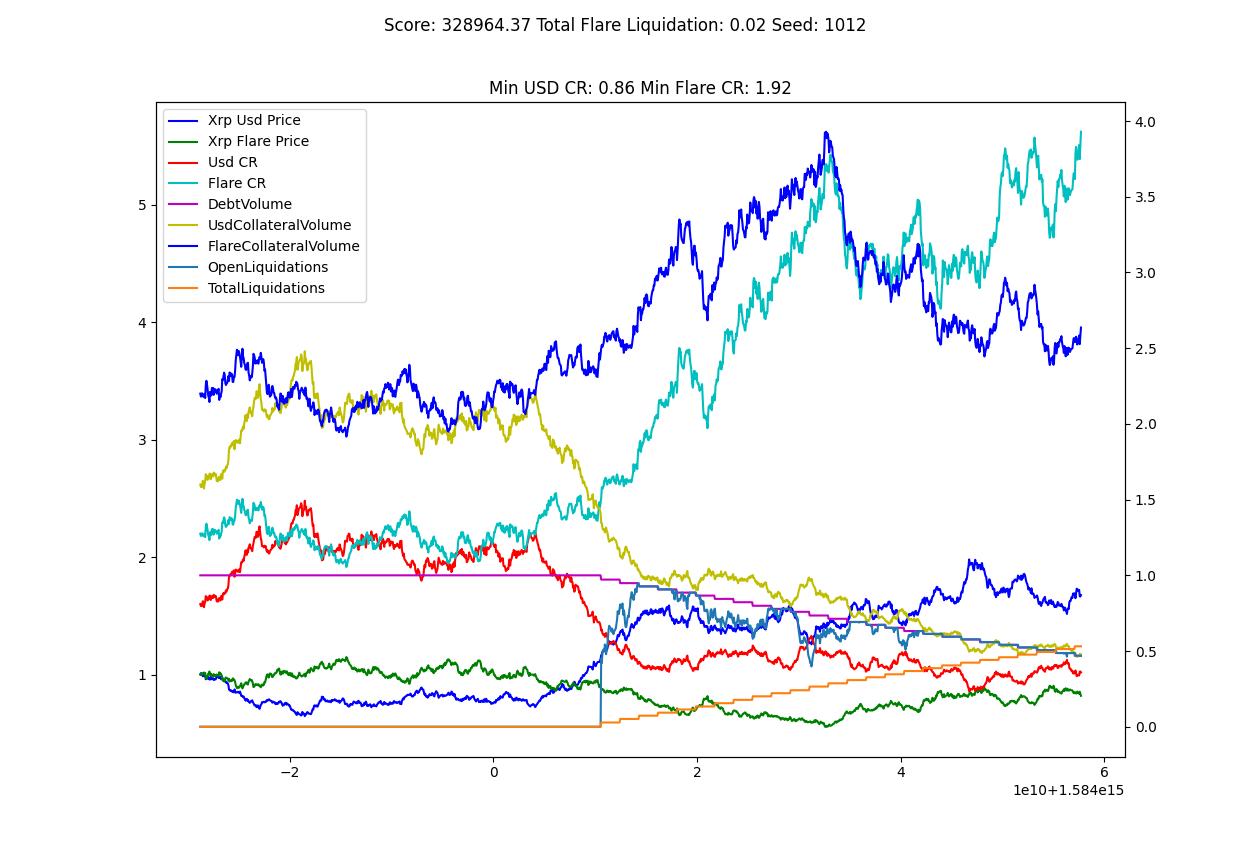 Score: 328964.37 Total Flare Liquidation: 0.02 Seed: 1012
Min USD CR: 0.86 Min Flare CR: 1.92
Xrp Usd Price
Xrp Flare Price
Usd CR
Flare CR
DebtVolume
UsdCollateralVolume
FlareCollateralVolume
OpenLiquidations
TotalLiquidations
5
4
3
2
1
4.0
3.5
3.0
2.5
2.0
1.5
1.0
0.5
0.0
−2
0
2
4
6
1e10+1.584e15